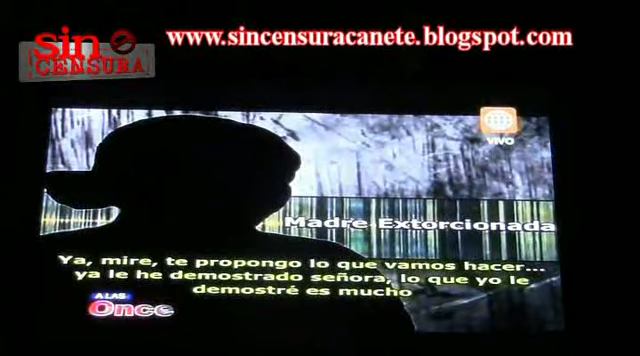 sin
CENSURA
www.sincensuracanete.blogspot.com
VIVO
Madre Extorcionada
Ya, mire, te propongo lo que vamos hacer...
ya le he demostrado señora, lo que yo le
demostré es mucho
A LAS
Once